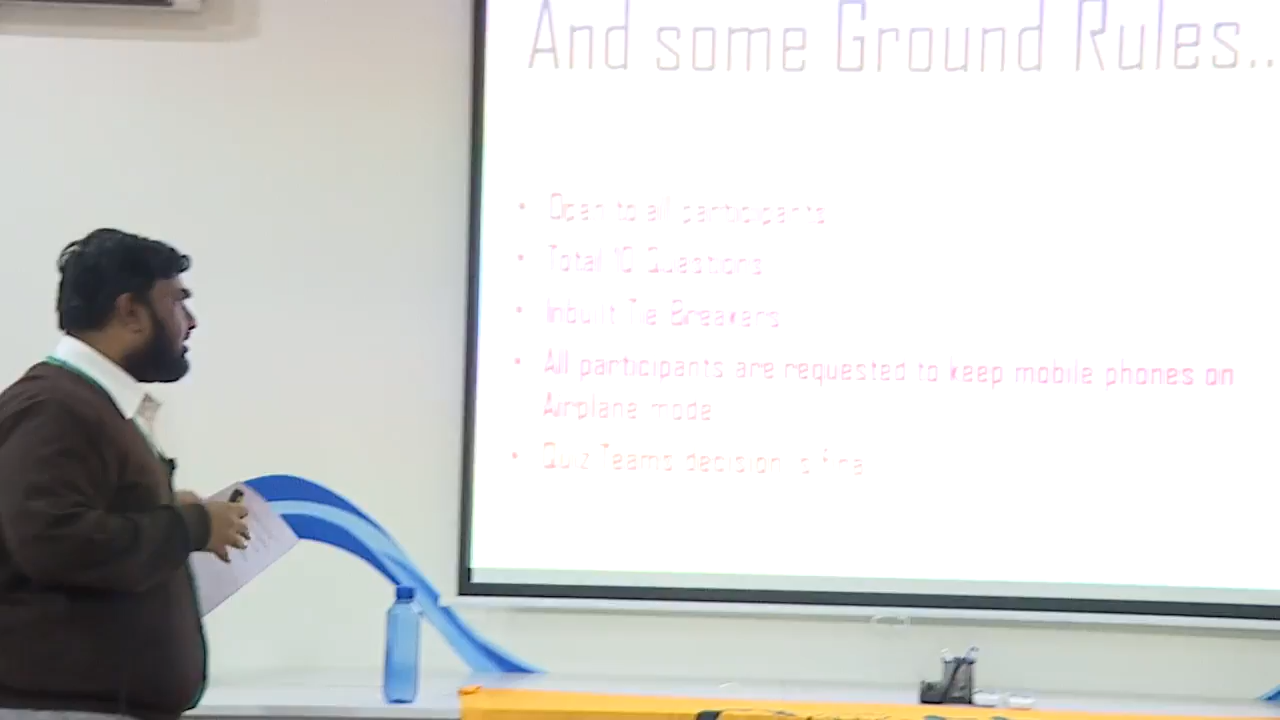 And some Ground Rules..
• Open to all participants
• Total 10 Questions
• Inbuilt Tie Breakers
• All participants are requested to keep mobile phones on
Airplane mode
• Quiz Teams decision is final